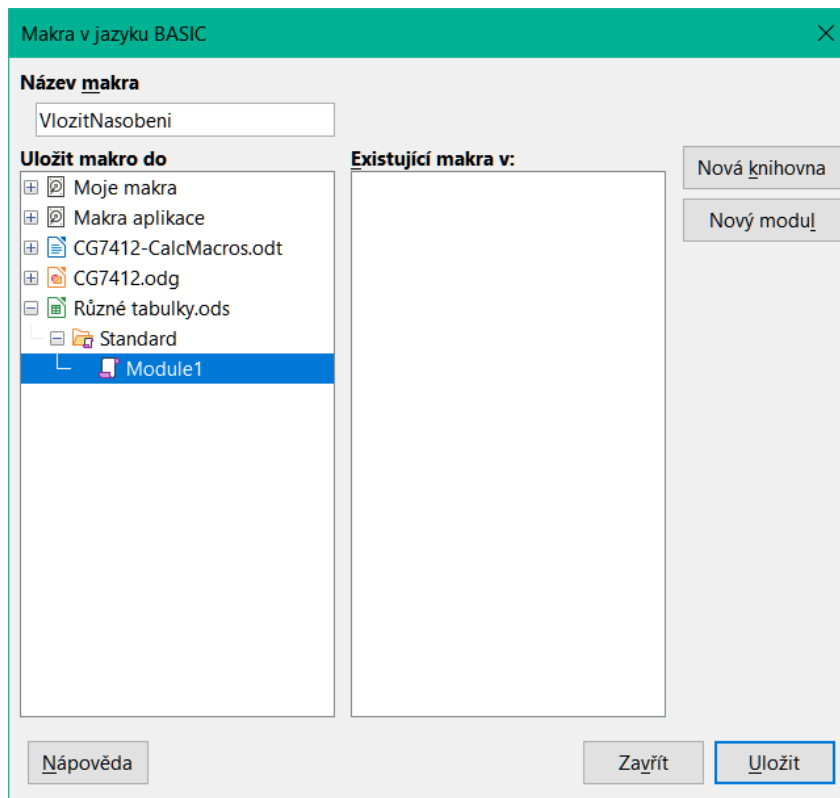 Makra v jazyku BASIC
Název makra
VlozitNasobeni
Uložit makro do
Existující makra v:
Moje makra
Makra aplikace
CG7412-CalcMacros.odt
CG7412.odg
Různé tabulky.ods
Standard
Module1
Nová knihovna
Nový modul
Nápověda
Zavřít
Uložit